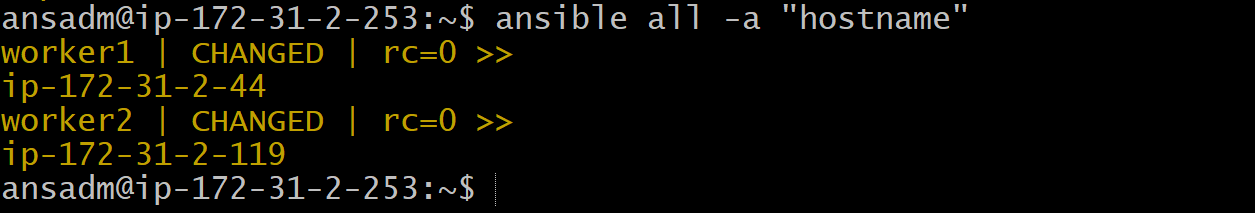 ansadm@ip-172-31-2-253:~$ ansible all -a "hostname"
worker1 | CHANGED | rc=0 >>
ip-172-31-2-44
worker2 | CHANGED | rc=0 >>
ip-172-31-2-119
ansadm@ip-172-31-2-253:~$